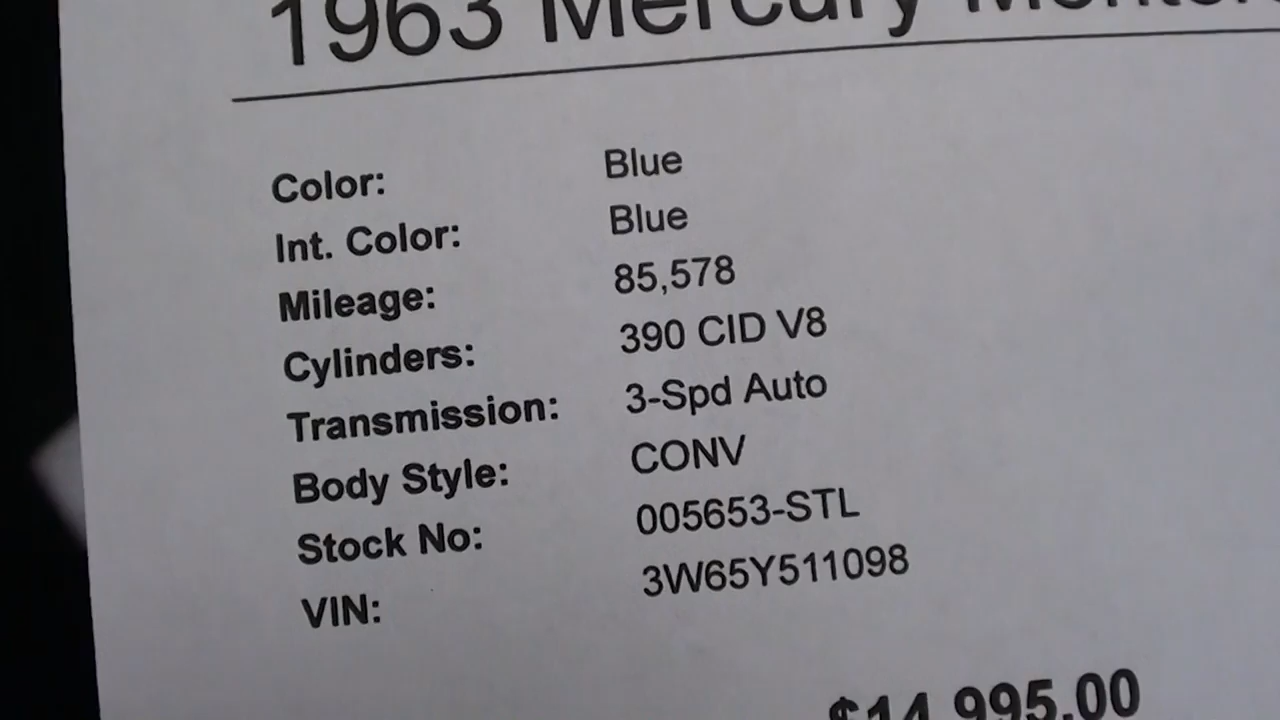 1963 Mercury
Color: Blue
Int. Color: Blue
Mileage: 85,578
Cylinders: 390 CID V8
Transmission: 3-Spd Auto
Body Style: CONV
Stock No: 005653-STL
VIN: 3W65Y511098
$14,995.00